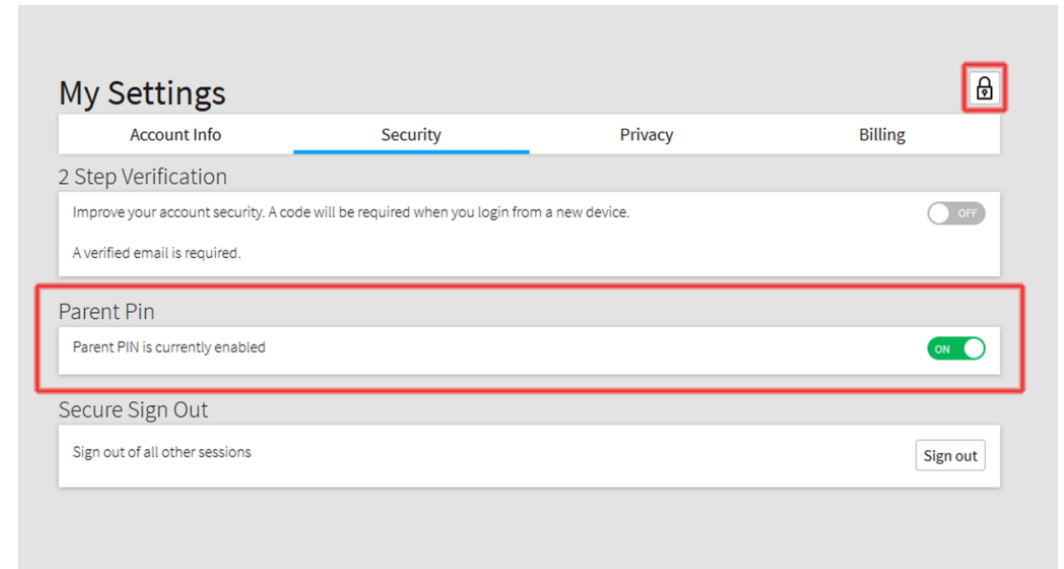 My Settings
Account Info Security Privacy Billing
2 Step Verification
Improve your account security. A code will be required when you login from a new device.
OFF
A verified email is required.
Parent Pin
Parent PIN is currently enabled
ON
Secure Sign Out
Sign out of all other sessions
Sign out